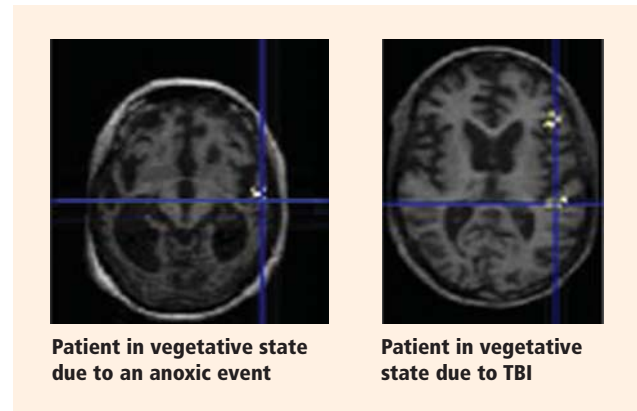 Patient in vegetative state
due to an anoxic event
Patient in vegetative
state due to TBI